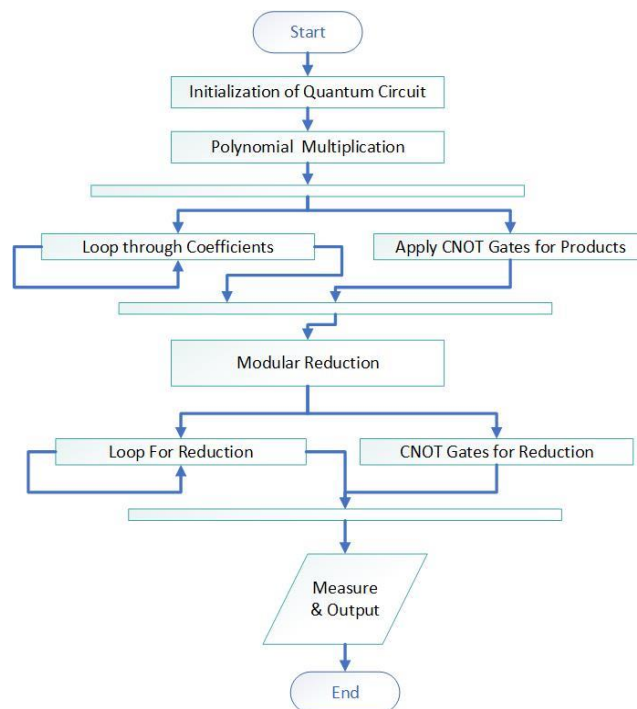 Start
Initialization of Quantum Circuit
Polynomial Multiplication
Loop through Coefficients
Apply CNOT Gates for Products
Modular Reduction
Loop For Reduction
CNOT Gates for Reduction
Measure
& Output
End